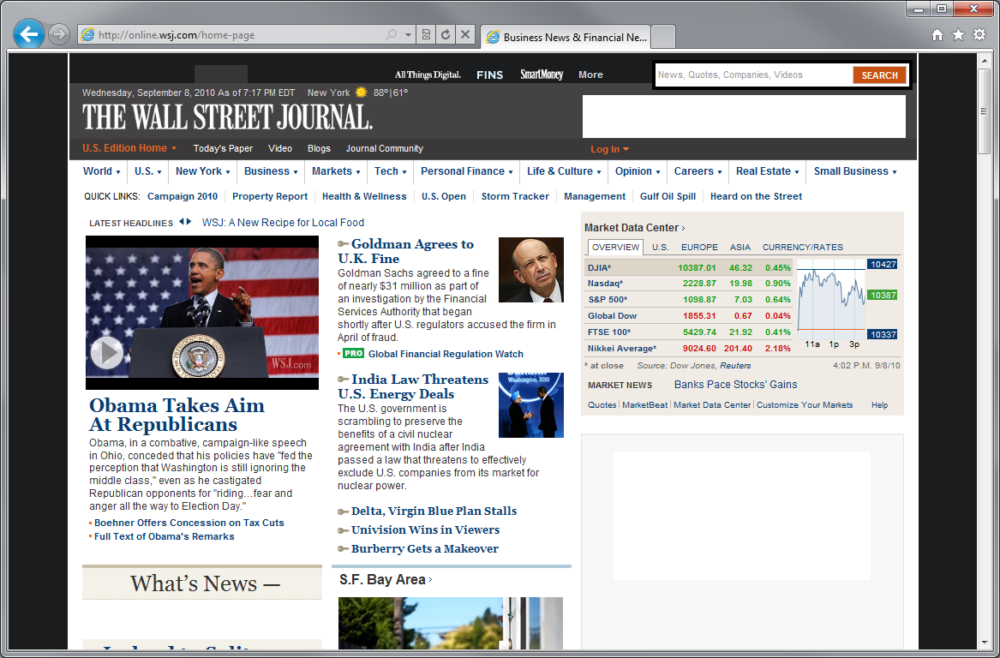 http://online.wsj.com/home-page
Business News & Financial Ne...
All Things Digital. FINS SmartMoney More
News, Quotes, Companies, Videos SEARCH
Wednesday, September 8, 2010 As of 7:17 PM EDT New York 88º|61º
THE WALL STREET JOURNAL.
U.S. Edition Home Today's Paper Video Blogs Journal Community Log In
World U.S. New York Business Markets Tech Personal Finance Life & Culture Opinion Careers Real Estate Small Business
QUICK LINKS: Campaign 2010 Property Report Health & Wellness U.S. Open Storm Tracker Management Gulf Oil Spill Heard on the Street
LATEST HEADLINES WSJ: A New Recipe for Local Food
WSJ.com
Obama Takes Aim
At Republicans
Obama, in a combative, campaign-like speech
in Ohio, conceded that his policies have "fed the
perception that Washington is still ignoring the
middle class," even as he castigated
Republican opponents for "riding...fear and
anger all the way to Election Day."
Boehner Offers Concession on Tax Cuts
Full Text of Obama's Remarks
What's News —
Goldman Agrees to
U.K. Fine
Goldman Sachs agreed to a fine
of nearly $31 million as part of
an investigation by the Financial
Services Authority that began
shortly after U.S. regulators accused the firm in
April of fraud.
PRO Global Financial Regulation Watch
India Law Threatens
U.S. Energy Deals
Washington, 2010
The U.S. government is
scrambling to preserve the
benefits of a civil nuclear
agreement with India after India
passed a law that threatens to effectively
exclude U.S. companies from its market for
nuclear power.
Delta, Virgin Blue Plan Stalls
Univision Wins in Viewers
Burberry Gets a Makeover
S.F. Bay Area
Market Data Center
OVERVIEW U.S. EUROPE ASIA CURRENCY/RATES
DJIA* 10387.01 46.32 0.45%
Nasdaq* 2228.87 19.98 0.90%
S&P 500* 1098.87 7.03 0.64%
Global Dow 1855.31 0.67 0.04%
FTSE 100* 5429.74 21.92 0.41%
Nikkei Average* 9024.60 201.40 2.18%
10427
10387
10337
11a 1p 3p
* at close Source: Dow Jones, Reuters 4:02 P.M. 9/8/10
MARKET NEWS Banks Pace Stocks' Gains
Quotes MarketBeat Market Data Center Customize Your Markets Help